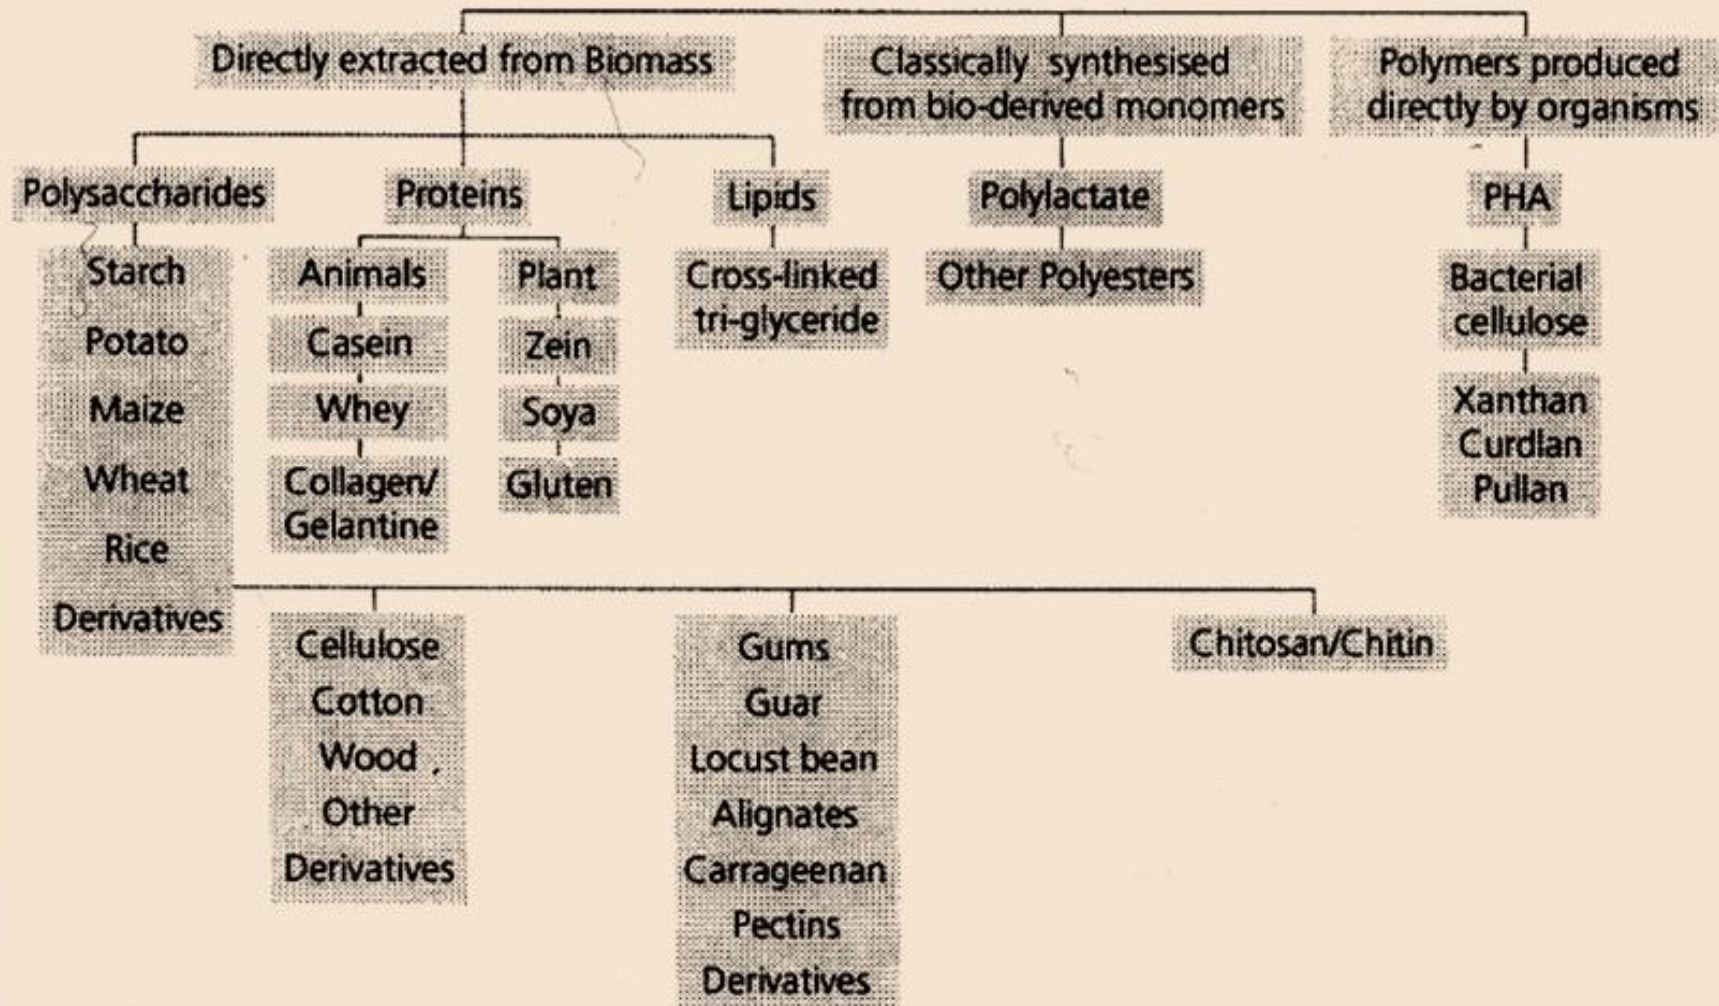 Directly extracted from Biomass
Classically synthesised
from bio-derived monomers
Polymers produced
directly by organisms
Polysaccharides
Proteins
Lipids
Polylactate
PHA
Starch
Potato
Maize
Wheat
Rice
Derivatives
Animals
Casein
Whey
Collagen/
Gelantine
Plant
Zein
Soya
Gluten
Cross-linked
tri-glyceride
Other Polyesters
Bacterial
cellulose
Xanthan
Curdlan
Pullan
Cellulose
Cotton
Wood
Other
Derivatives
Gums
Guar
Locust bean
Alignates
Carrageenan
Pectins
Derivatives
Chitosan/Chitin